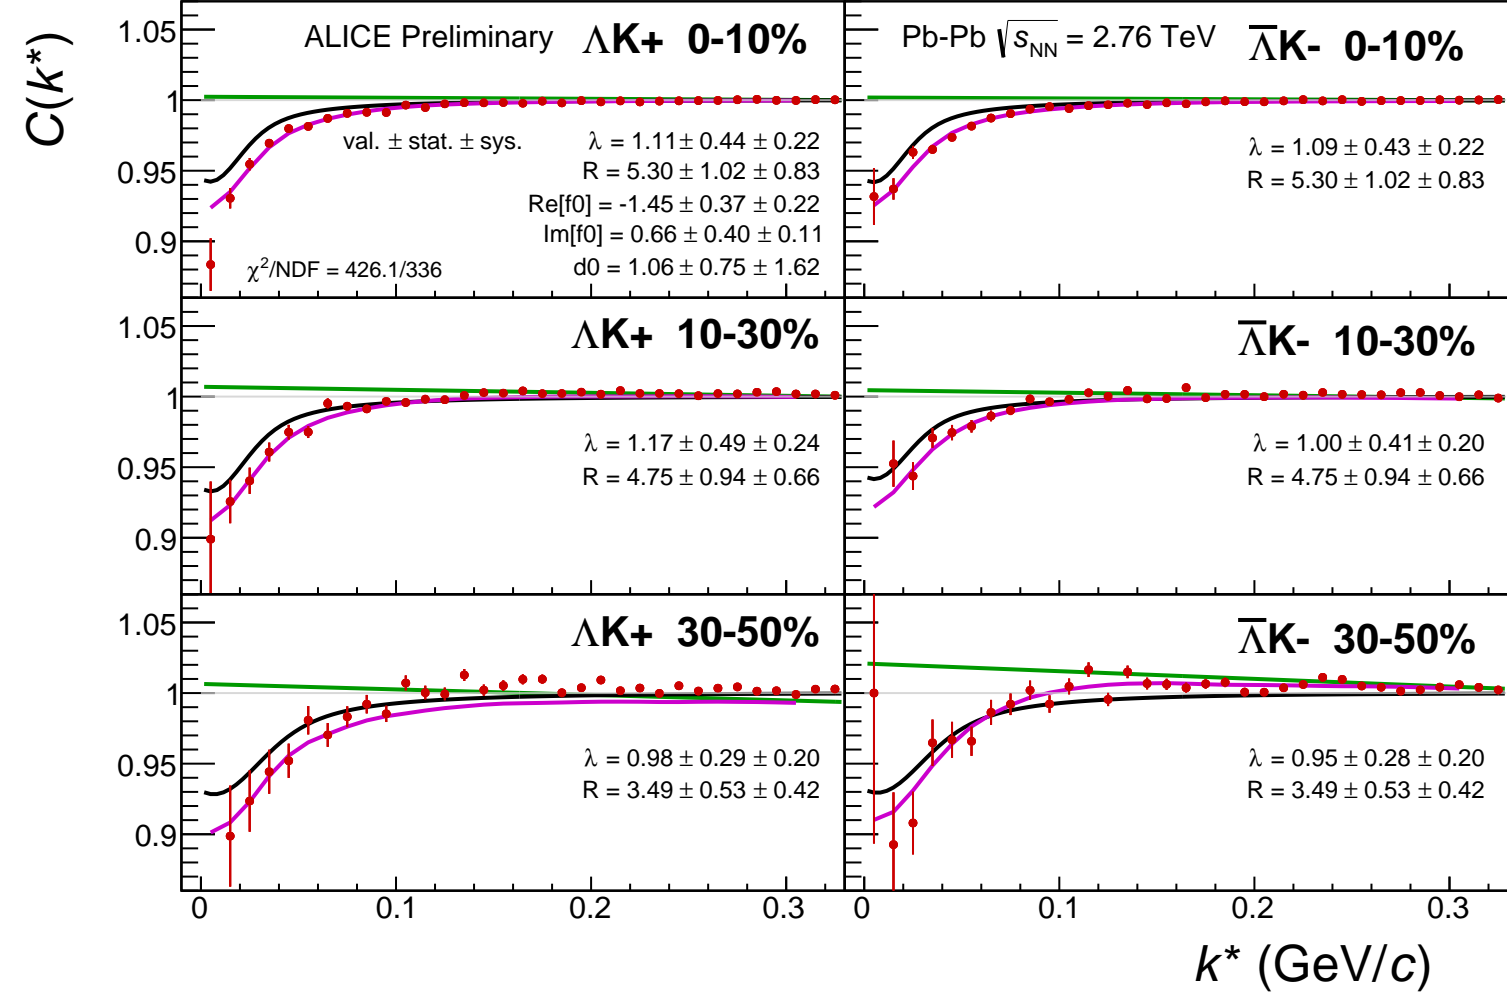 C(k*)
ALICE Preliminary ΛK+ 0-10%
val. ± stat. ± sys.
λ = 1.11± 0.44 ± 0.22
R = 5.30 ± 1.02 ± 0.83
Re[f0] = -1.45 ± 0.37 ± 0.22
Im[f0] = 0.66 ± 0.40 ± 0.11
χ²/NDF = 426.1/336
d0 = 1.06 ± 0.75 ± 1.62
1.05
1
0.95
0.9
Pb-Pb √sNN = 2.76 TeV Λ̅K- 0-10%
λ = 1.09 ± 0.43 ± 0.22
R = 5.30 ± 1.02 ± 0.83
ΛK+ 10-30%
λ = 1.17 ± 0.49 ± 0.24
R = 4.75 ± 0.94 ± 0.66
1.05
1
0.95
0.9
Λ̅K- 10-30%
λ = 1.00 ± 0.41 ± 0.20
R = 4.75 ± 0.94 ± 0.66
ΛK+ 30-50%
λ = 0.98 ± 0.29 ± 0.20
R = 3.49 ± 0.53 ± 0.42
1.05
1
0.95
0.9
Λ̅K- 30-50%
λ = 0.95 ± 0.28 ± 0.20
R = 3.49 ± 0.53 ± 0.42
0 0.1 0.2 0.3
0 0.1 0.2 0.3
k* (GeV/c)